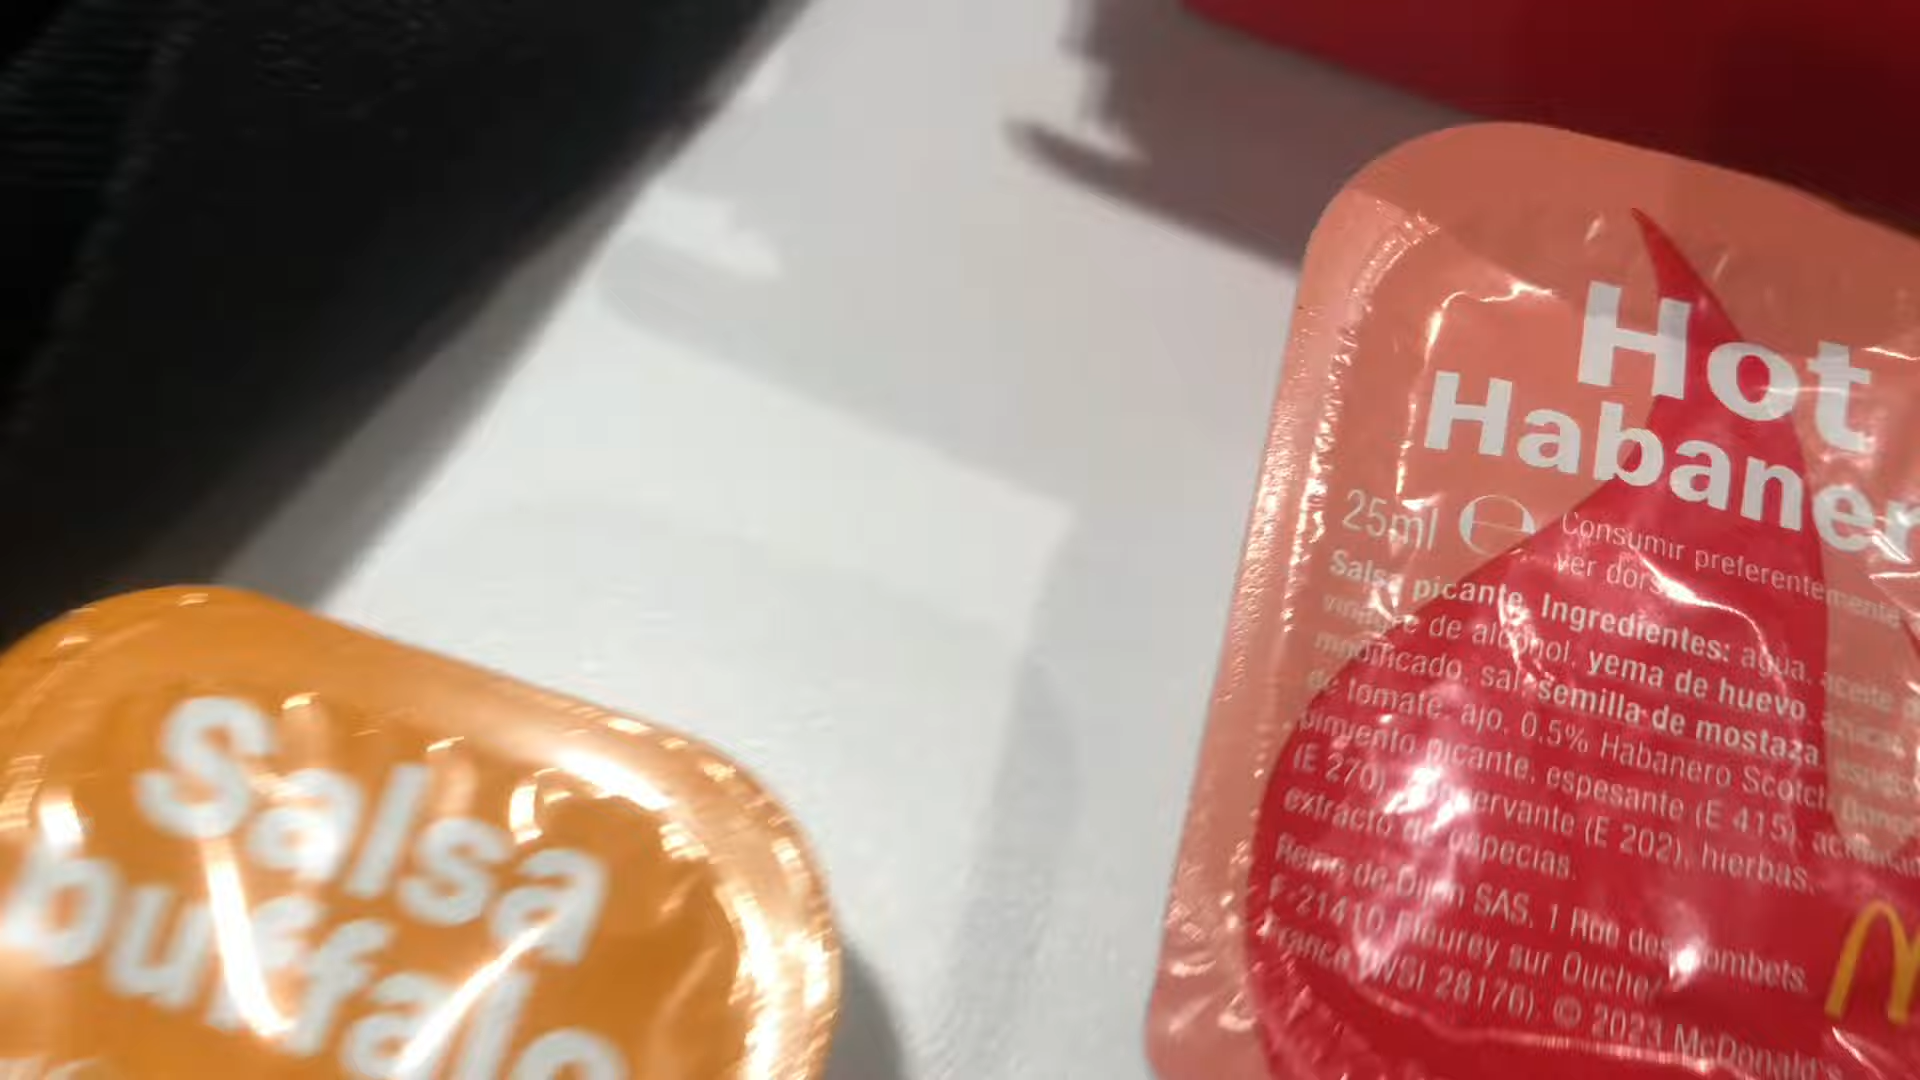 Hot
Habaner
25ml
Consumir preferentemente
ver dorso
Salsa picante. Ingredientes: agua, aceite
vinagre de alcohol, yema de huevo,
modificado, sal, semilla de mostaza
de tomate, ajo, 0.5% Habanero Scotch
pimiento picante, espesante (E 415),
(E 270), conservante (E 202), hierbas,
extracto de especias.
Reine de Dijon SAS, 1 Rue des
F-21410 Fleurey sur Ouche,
France (WSI 28176). © 2023 McDonald's
Salsa
buffalo